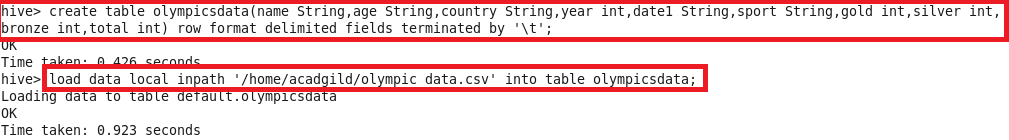 hive> create table olympicsdata(name String,age String,country String,year int,date1 String,sport String,gold int,silver int,
bronze int,total int) row format delimited fields terminated by '\t';
OK
Time taken: 0.426 seconds
hive> load data local inpath '/home/acadgild/olympic data.csv' into table olympicsdata;
Loading data to table default.olympicsdata
OK
Time taken: 0.923 seconds